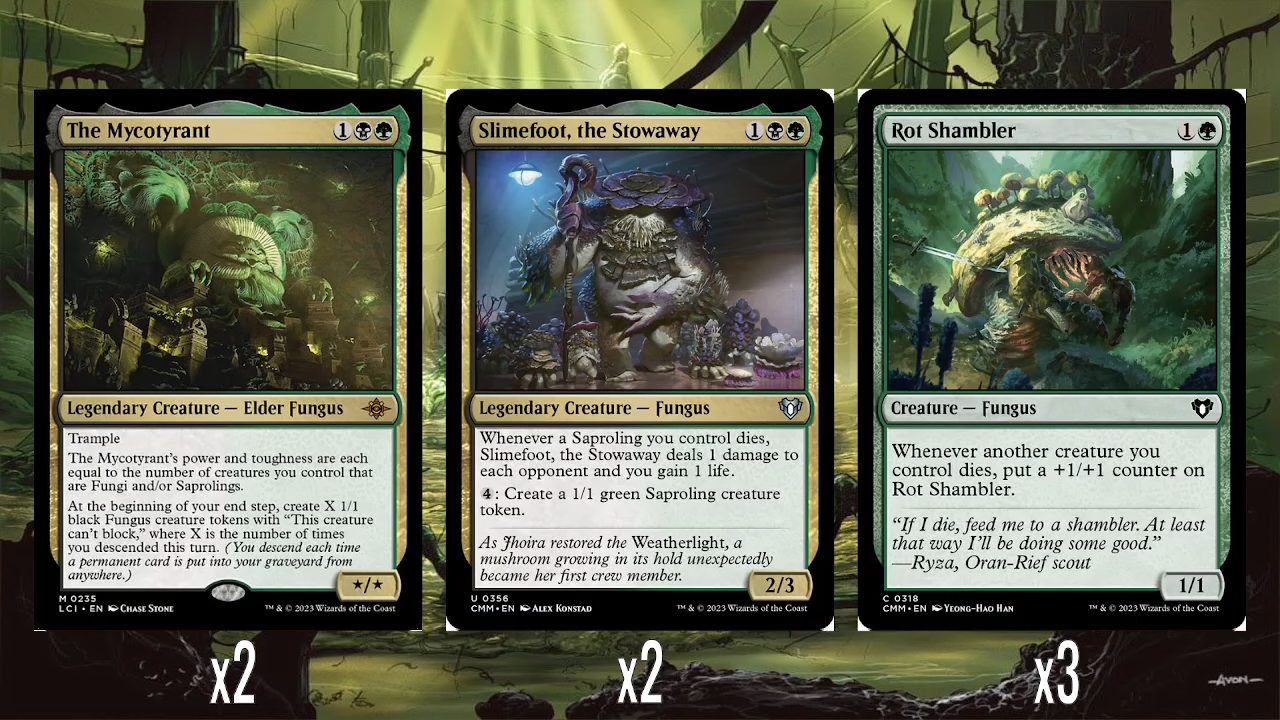 The Mycotyrant 1
Legendary Creature — Elder Fungus
Trample
The Mycotyrant's power and toughness are each
equal to the number of creatures you control that
are Fungi and/or Saprolings.
At the beginning of your end step, create X 1/1
black Fungus creature tokens with "This creature
can't block," where X is the number of times
you descended this turn. (You descend each time
a permanent card is put into your graveyard from
anywhere.)
★/★
M 0235
LCI • EN CHASE STONE ™ & © 2023 Wizards of the Coast
x2
Slimefoot, the Stowaway 1
Legendary Creature — Fungus
Whenever a Saproling you control dies,
Slimefoot, the Stowaway deals 1 damage to
each opponent and you gain 1 life.
4: Create a 1/1 green Saproling creature
token.
As Jhoira restored the Weatherlight, a
mushroom growing in its hold unexpectedly
became her first crew member.
2/3
U 0356
CMM • EN ALEX KONSTAD ™ & © 2023 Wizards of the Coast
x2
Rot Shambler 1
Creature — Fungus
Whenever another creature you
control dies, put a +1/+1 counter on
Rot Shambler.
"If I die, feed me to a shambler. At least
that way I'll be doing some good."
—Ryza, Oran-Rief scout
1/1
C 0318
CMM • EN YEONG-HAO HAN ™ & © 2023 Wizards of the Coast
x3
-AVON-